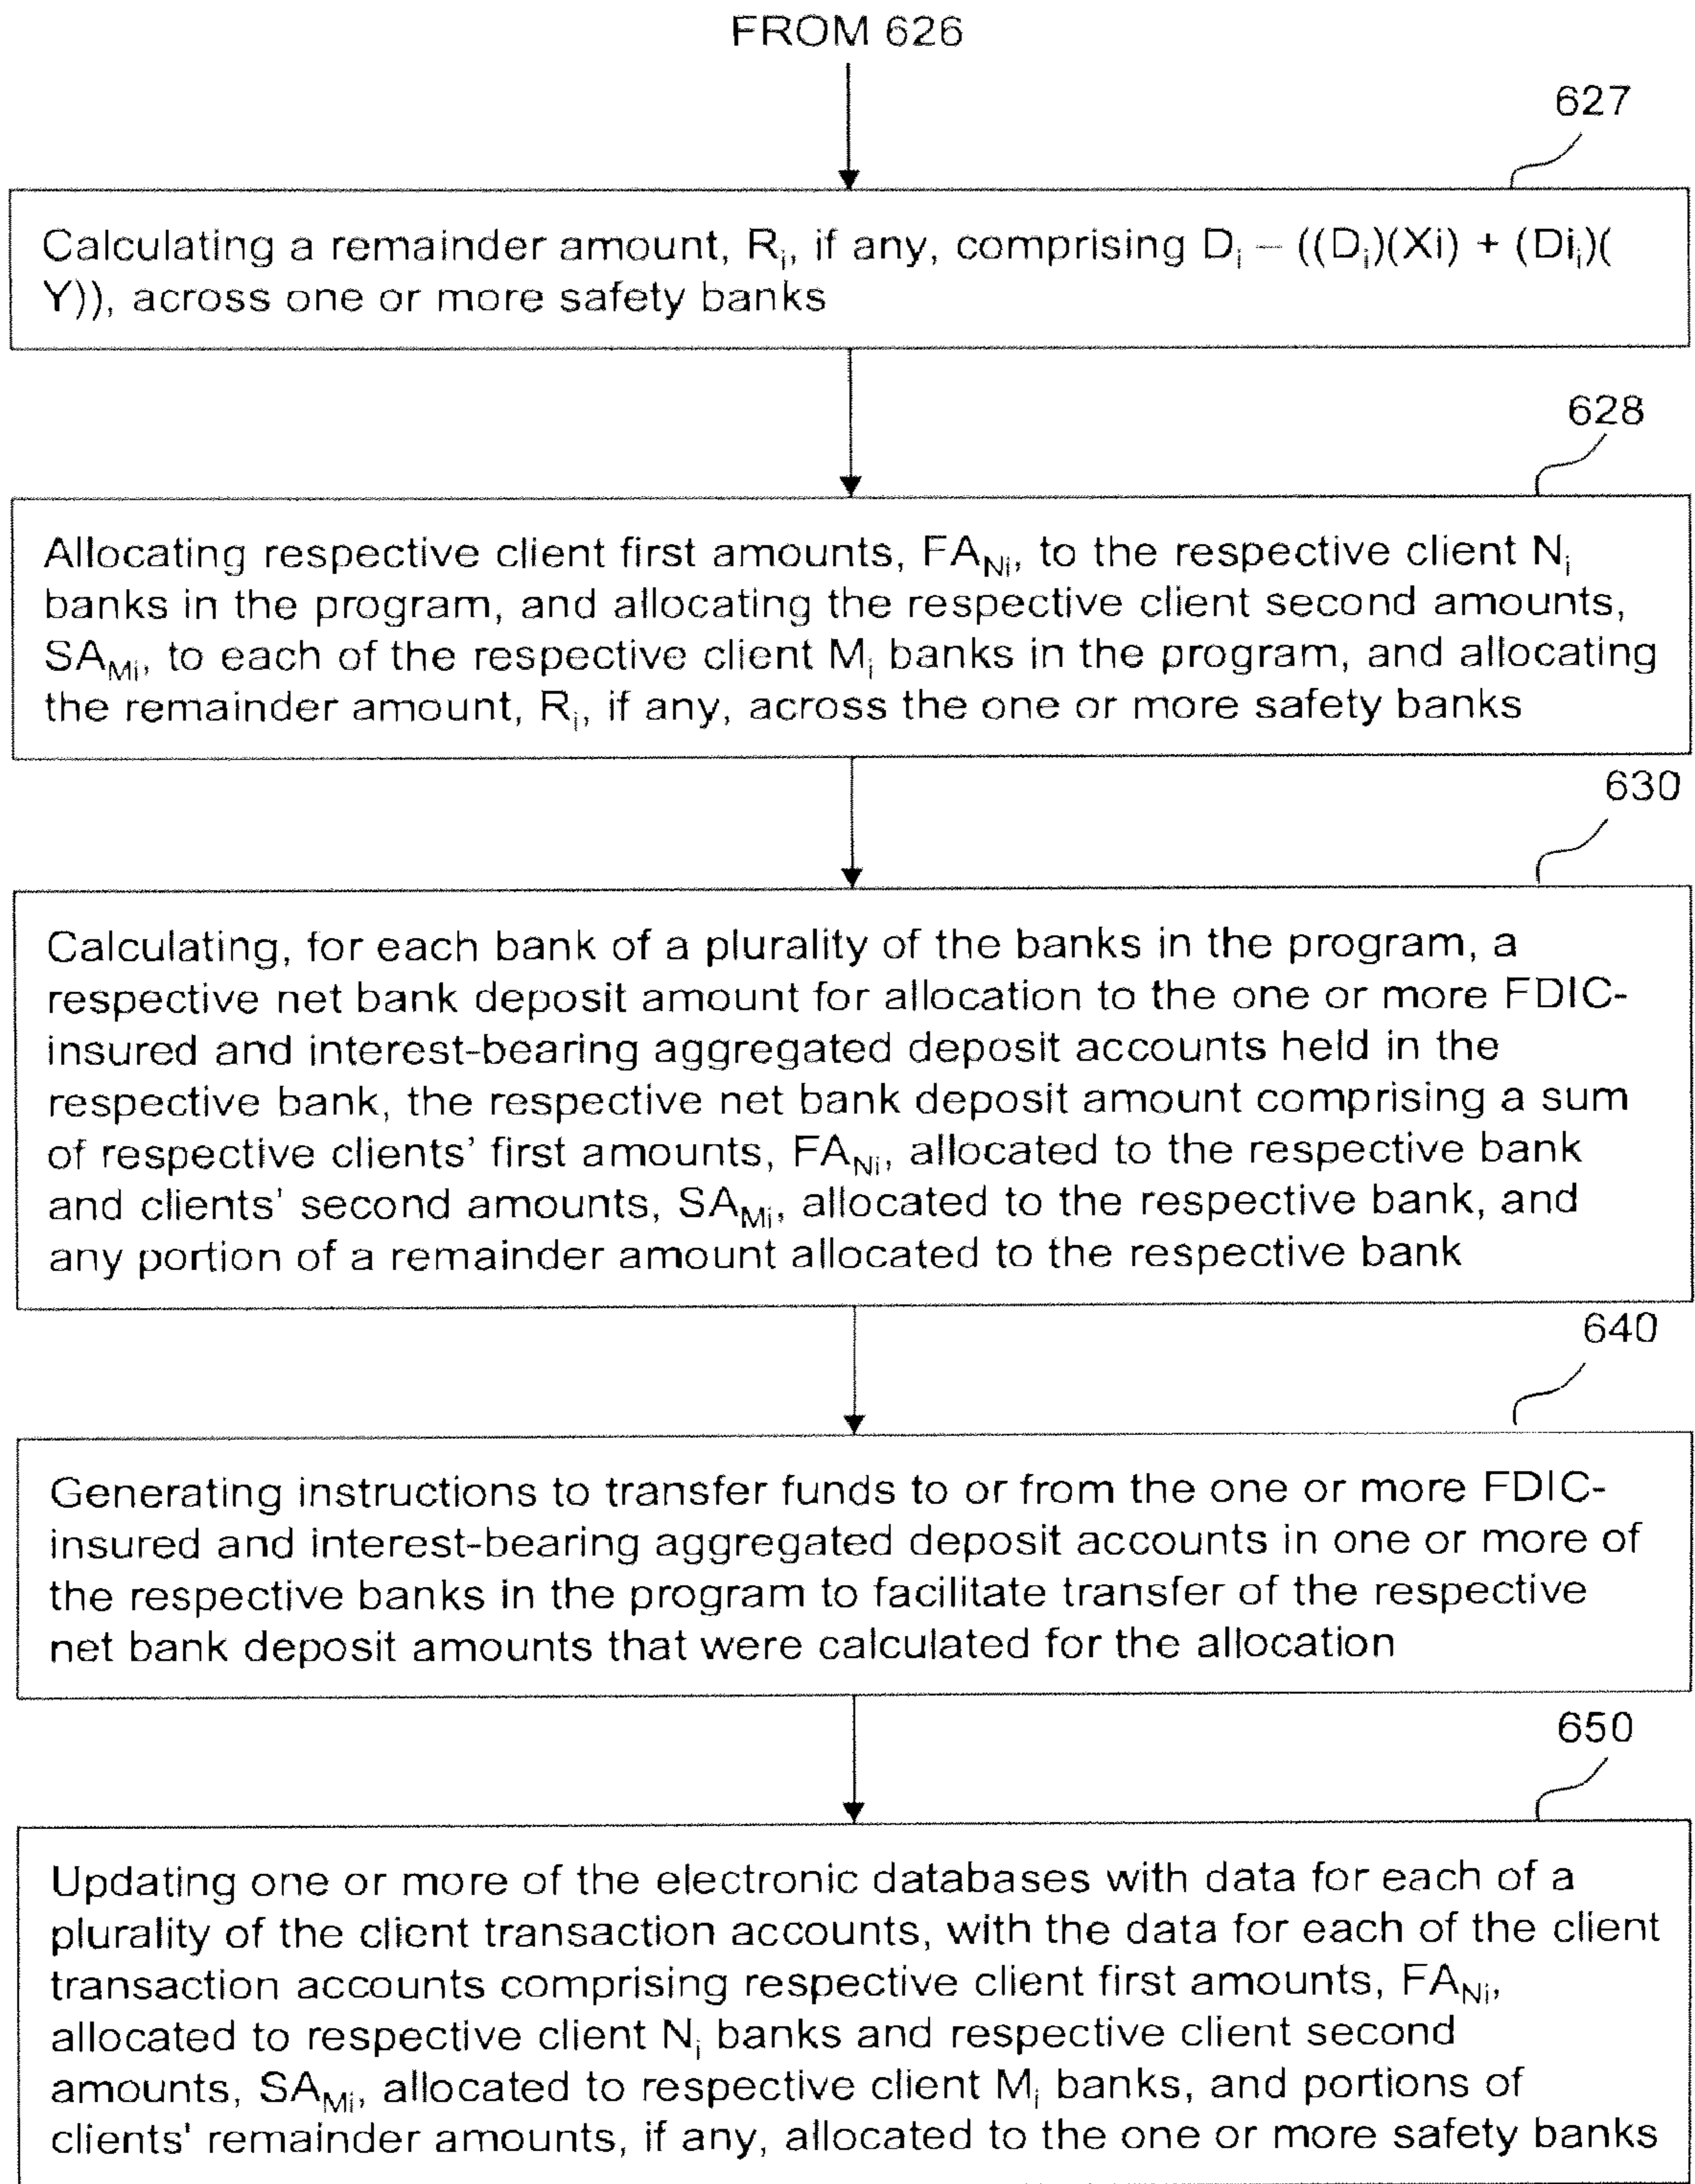 FROM 626
627
Calculating a remainder amount, Rᵢ, if any, comprising Dᵢ – ((Dᵢ)(Xi) + (Diᵢ)(
Y)), across one or more safety banks
628
Allocating respective client first amounts, FA_Ni, to the respective client Nᵢ
banks in the program, and allocating the respective client second amounts,
SA_Mi, to each of the respective client Mᵢ banks in the program, and allocating
the remainder amount, Rᵢ, if any, across the one or more safety banks
630
Calculating, for each bank of a plurality of the banks in the program, a
respective net bank deposit amount for allocation to the one or more FDIC-
insured and interest-bearing aggregated deposit accounts held in the
respective bank, the respective net bank deposit amount comprising a sum
of respective clients' first amounts, FA_Ni, allocated to the respective bank
and clients' second amounts, SA_Mi, allocated to the respective bank, and
any portion of a remainder amount allocated to the respective bank
640
Generating instructions to transfer funds to or from the one or more FDIC-
insured and interest-bearing aggregated deposit accounts in one or more of
the respective banks in the program to facilitate transfer of the respective
net bank deposit amounts that were calculated for the allocation
650
Updating one or more of the electronic databases with data for each of a
plurality of the client transaction accounts, with the data for each of the client
transaction accounts comprising respective client first amounts, FA_Ni,
allocated to respective client Nᵢ banks and respective client second
amounts, SA_Mi, allocated to respective client Mᵢ banks, and portions of
clients' remainder amounts, if any, allocated to the one or more safety banks